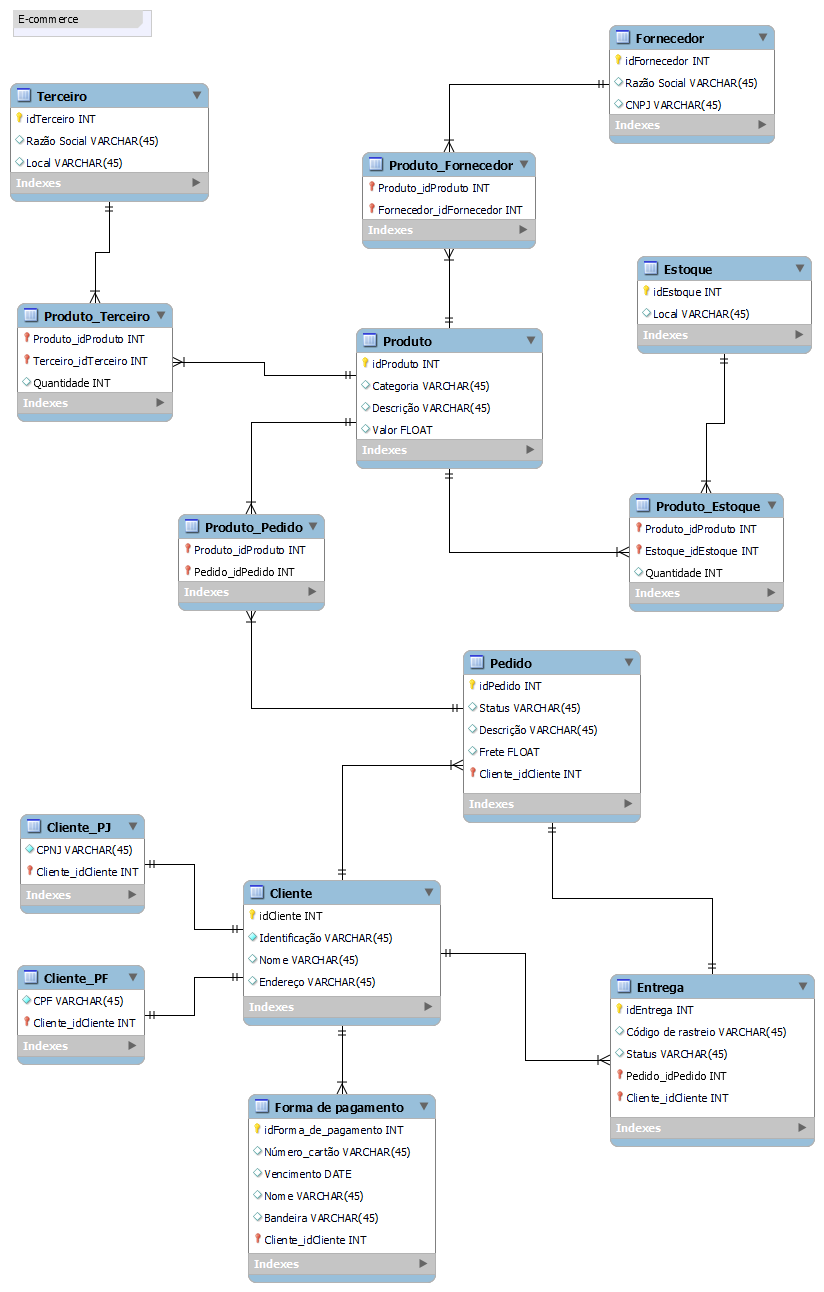 E-commerce
Fornecedor
idFornecedor INT
Razão Social VARCHAR(45)
CNPJ VARCHAR(45)
Indexes
Terceiro
idTerceiro INT
Razão Social VARCHAR(45)
Local VARCHAR(45)
Indexes
Produto_Fornecedor
Produto_idProduto INT
Fornecedor_idFornecedor INT
Indexes
Estoque
idEstoque INT
Local VARCHAR(45)
Indexes
Produto_Terceiro
Produto_idProduto INT
Terceiro_idTerceiro INT
Quantidade INT
Indexes
Produto
idProduto INT
Categoria VARCHAR(45)
Descrição VARCHAR(45)
Valor FLOAT
Indexes
Produto_Estoque
Produto_idProduto INT
Estoque_idEstoque INT
Quantidade INT
Indexes
Produto_Pedido
Produto_idProduto INT
Pedido_idPedido INT
Indexes
Pedido
idPedido INT
Status VARCHAR(45)
Descrição VARCHAR(45)
Frete FLOAT
Cliente_idCliente INT
Indexes
Cliente_PJ
CPNJ VARCHAR(45)
Cliente_idCliente INT
Indexes
Cliente
idCliente INT
Identificação VARCHAR(45)
Nome VARCHAR(45)
Endereço VARCHAR(45)
Indexes
Cliente_PF
CPF VARCHAR(45)
Cliente_idCliente INT
Indexes
Entrega
idEntrega INT
Código de rastreio VARCHAR(45)
Status VARCHAR(45)
Pedido_idPedido INT
Cliente_idCliente INT
Indexes
Forma de pagamento
idForma_de_pagamento INT
Número_cartão VARCHAR(45)
Vencimento DATE
Nome VARCHAR(45)
Bandeira VARCHAR(45)
Cliente_idCliente INT
Indexes